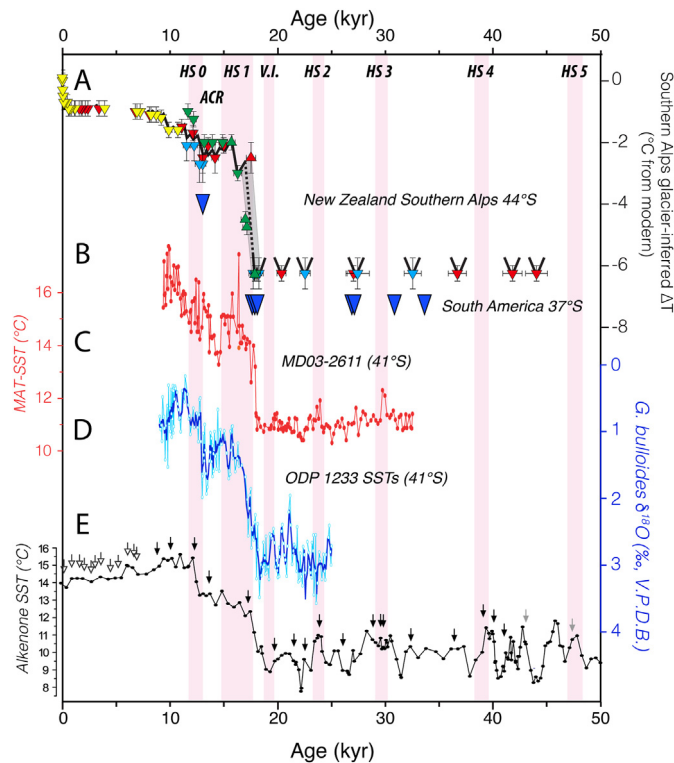 Age (kyr)
0 10 20 30 40 50
A
HS 0
HS 1
V.I.
HS 2
HS 3
HS 4
HS 5
ACR
0
-2
-4
-6
-8
Southern Alps glacier-inferred ΔT
(°C from modern)
New Zealand Southern Alps 44°S
B
South America 37°S
16
14
11
10
MAT-SST (°C)
C
MD03-2611 (41°S)
0
1
2
3
4
G. bulloides δ18O (‰, V.P.D.B.)
D
ODP 1233 SSTs (41°S)
E
16
15
14
13
12
11
10
9
8
Alkenone SST (°C)
0 10 20 30 40 50
Age (kyr)